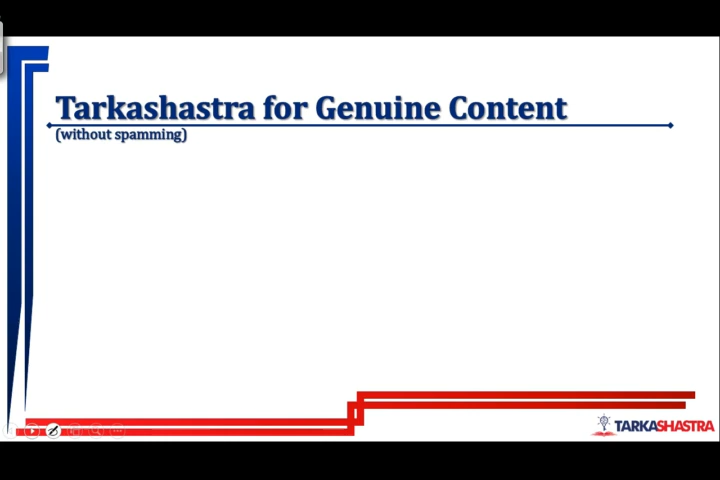 Tarkashastra for Genuine Content
(without spamming)
TARKASHASTRA